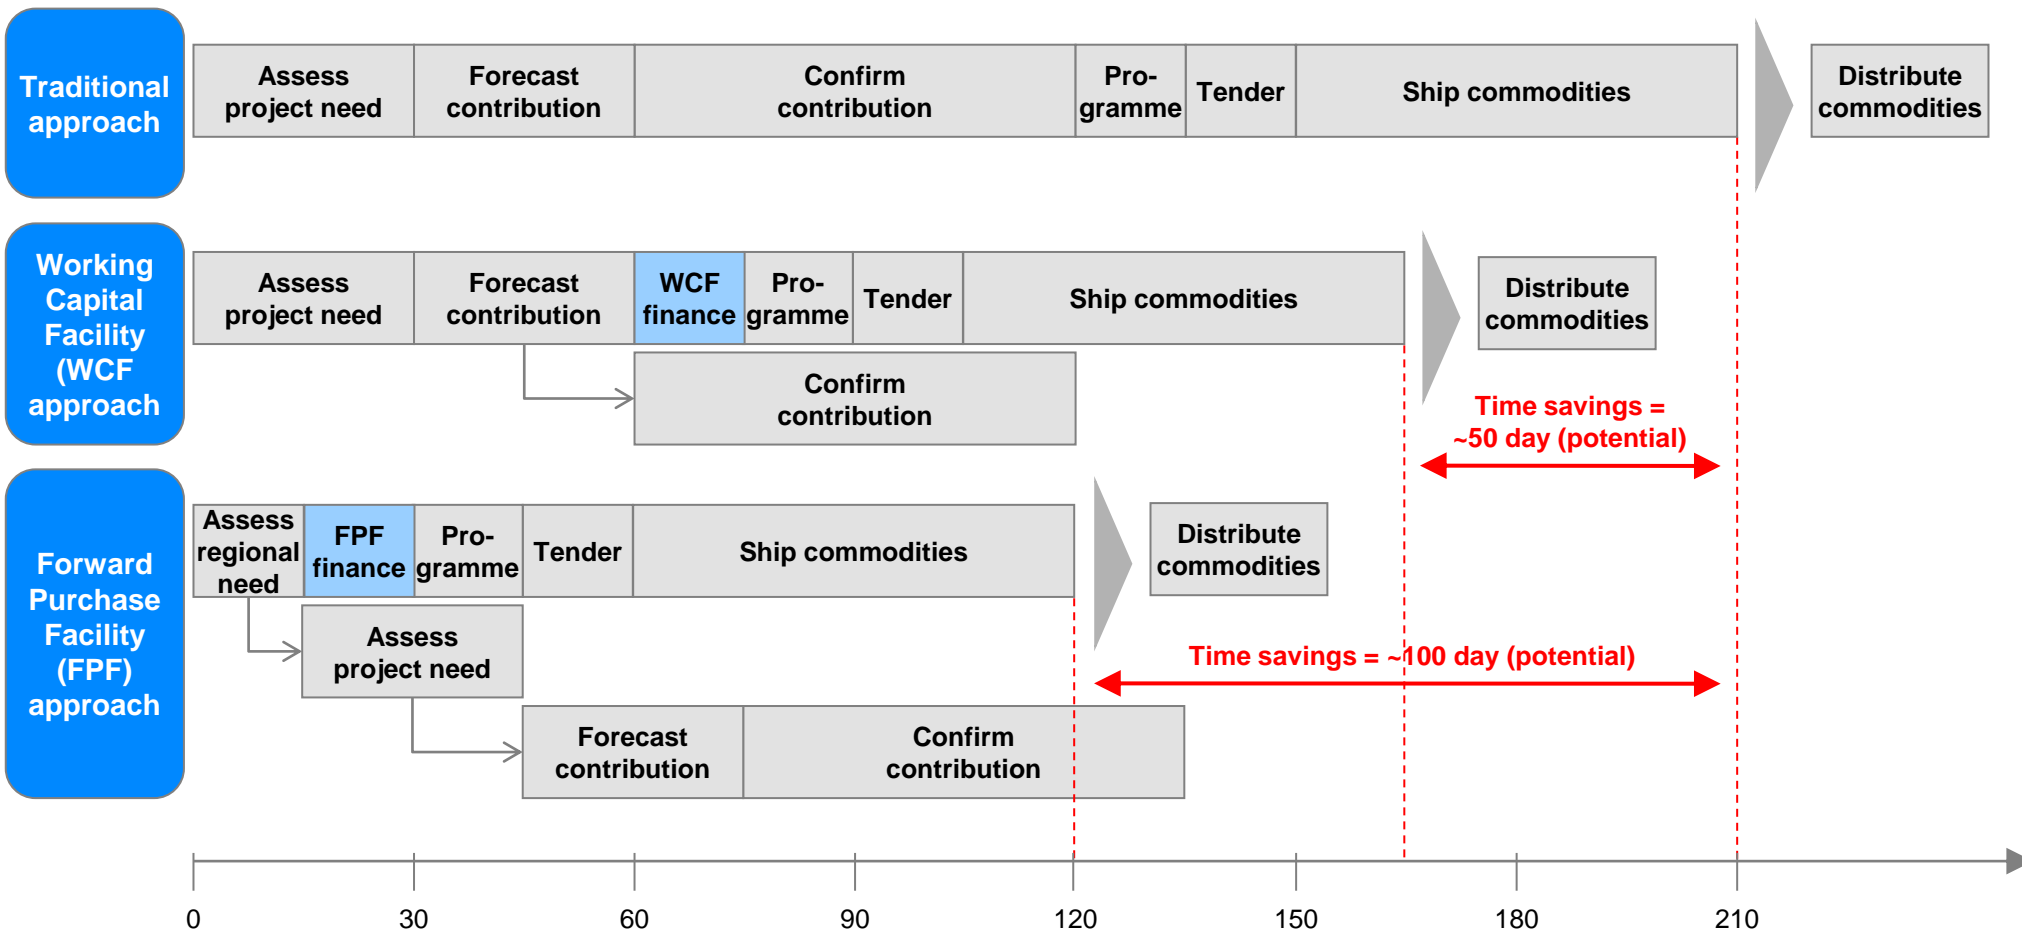 Traditional
approach
Assess
project need
Forecast
contribution
Confirm
contribution
Pro-
gramme
Tender
Ship commodities
Distribute
commodities
Working
Capital
Facility
(WCF
approach
Assess
project need
Forecast
contribution
WCF
finance
Pro-
gramme
Tender
Ship commodities
Distribute
commodities
Confirm
contribution
Time savings =
~50 day (potential)
Forward
Purchase
Facility
(FPF)
approach
Assess
regional
need
FPF
finance
Pro-
gramme
Tender
Ship commodities
Distribute
commodities
Assess
project need
Time savings = ~100 day (potential)
Forecast
contribution
Confirm
contribution
0 30 60 90 120 150 180 210